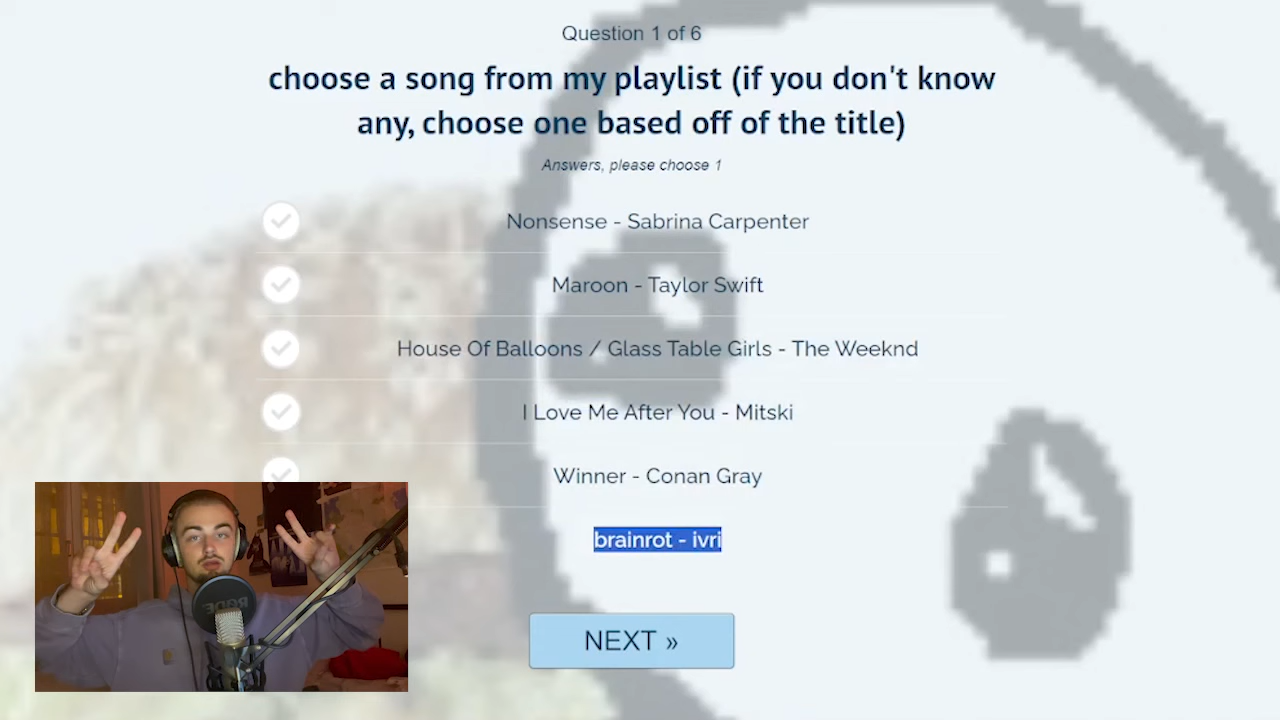 Question 1 of 6
choose a song from my playlist (if you don't know
any, choose one based off of the title)
Answers, please choose 1
Nonsense - Sabrina Carpenter
Maroon - Taylor Swift
House Of Balloons / Glass Table Girls - The Weeknd
I Love Me After You - Mitski
Winner - Conan Gray
brainrot - ivri
NEXT »
RODE